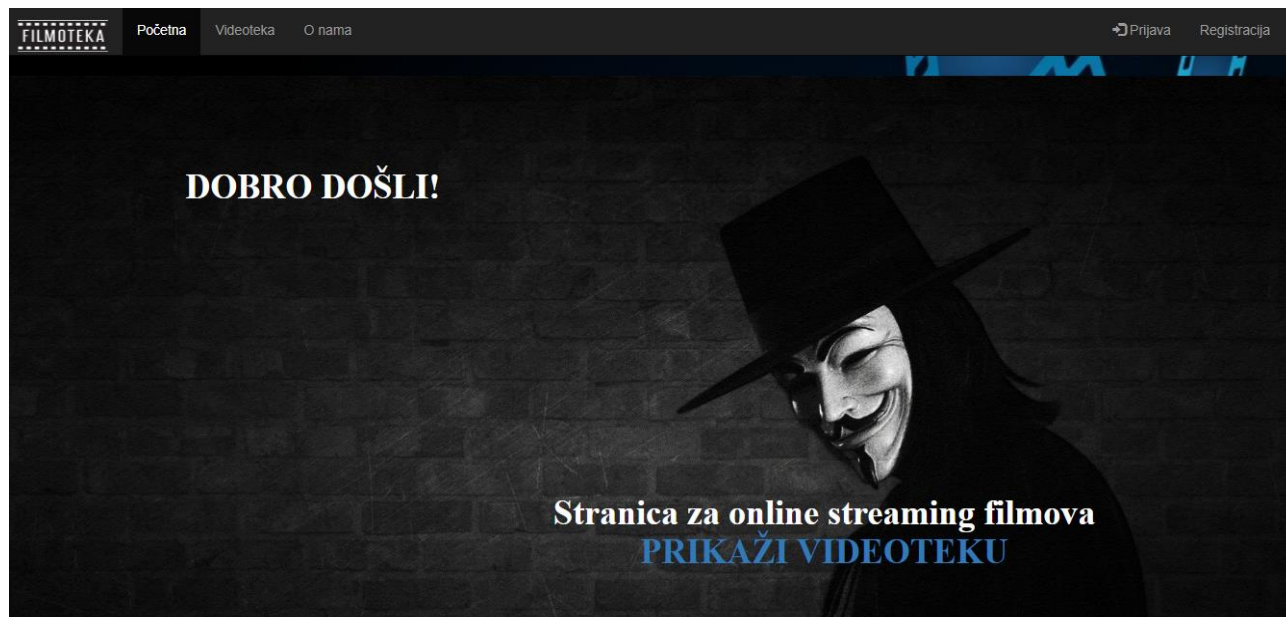 FILMOTEKA
Početna Videoteka O nama Prijava Registracija
DOBRO DOŠLI!
Stranica za online streaming filmova
PRIKAŽI VIDEOTEKU